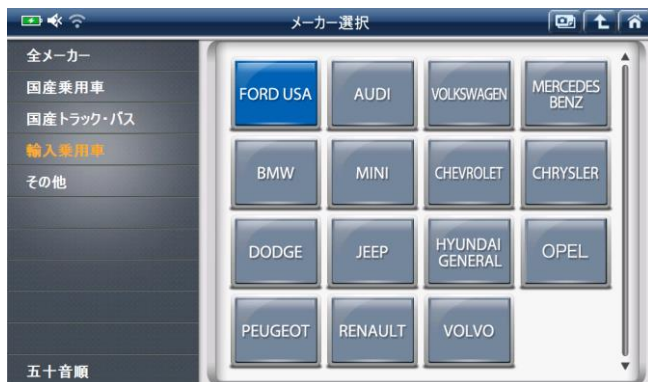 メーカー選択
全メーカー
国産乗用車
国産トラック・バス
輸入乗用車
その他
五十音順
FORD USA
AUDI
VOLKSWAGEN
MERCEDES
BENZ
BMW
MINI
CHEVROLET
CHRYSLER
DODGE
JEEP
HYUNDAI
GENERAL
OPEL
PEUGEOT
RENAULT
VOLVO